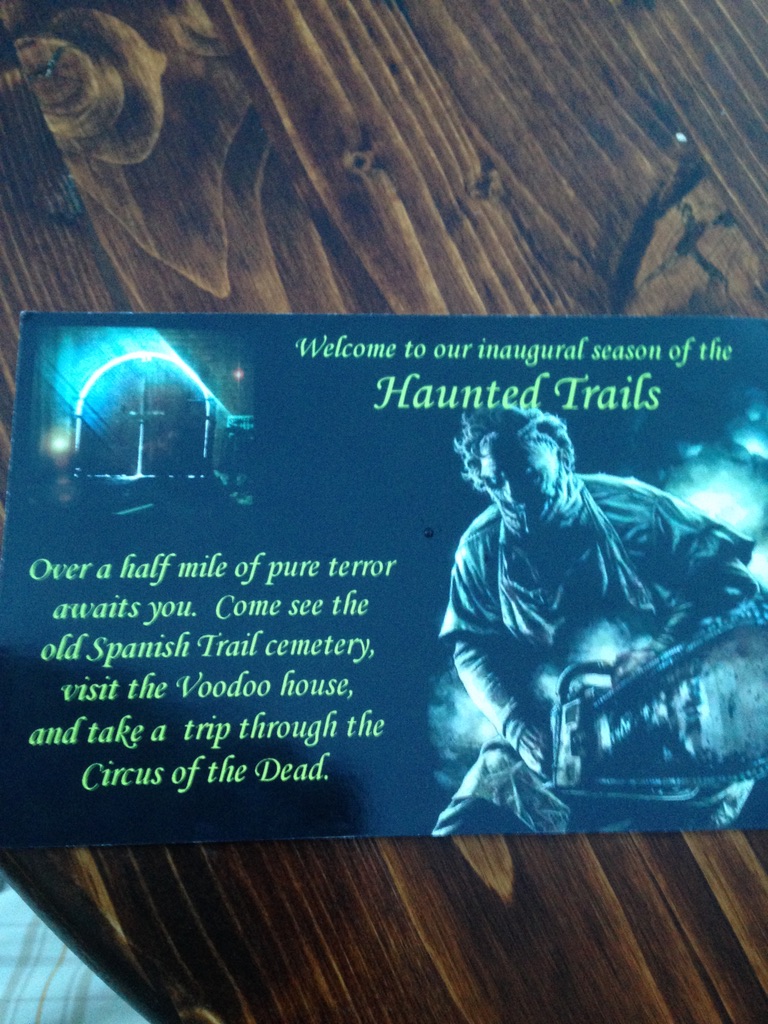 Welcome to our inaugural season of the
Haunted Trails
Over a half mile of pure terror
awaits you. Come see the
old Spanish Trail cemetery,
visit the Voodoo house,
and take a trip through the
Circus of the Dead.